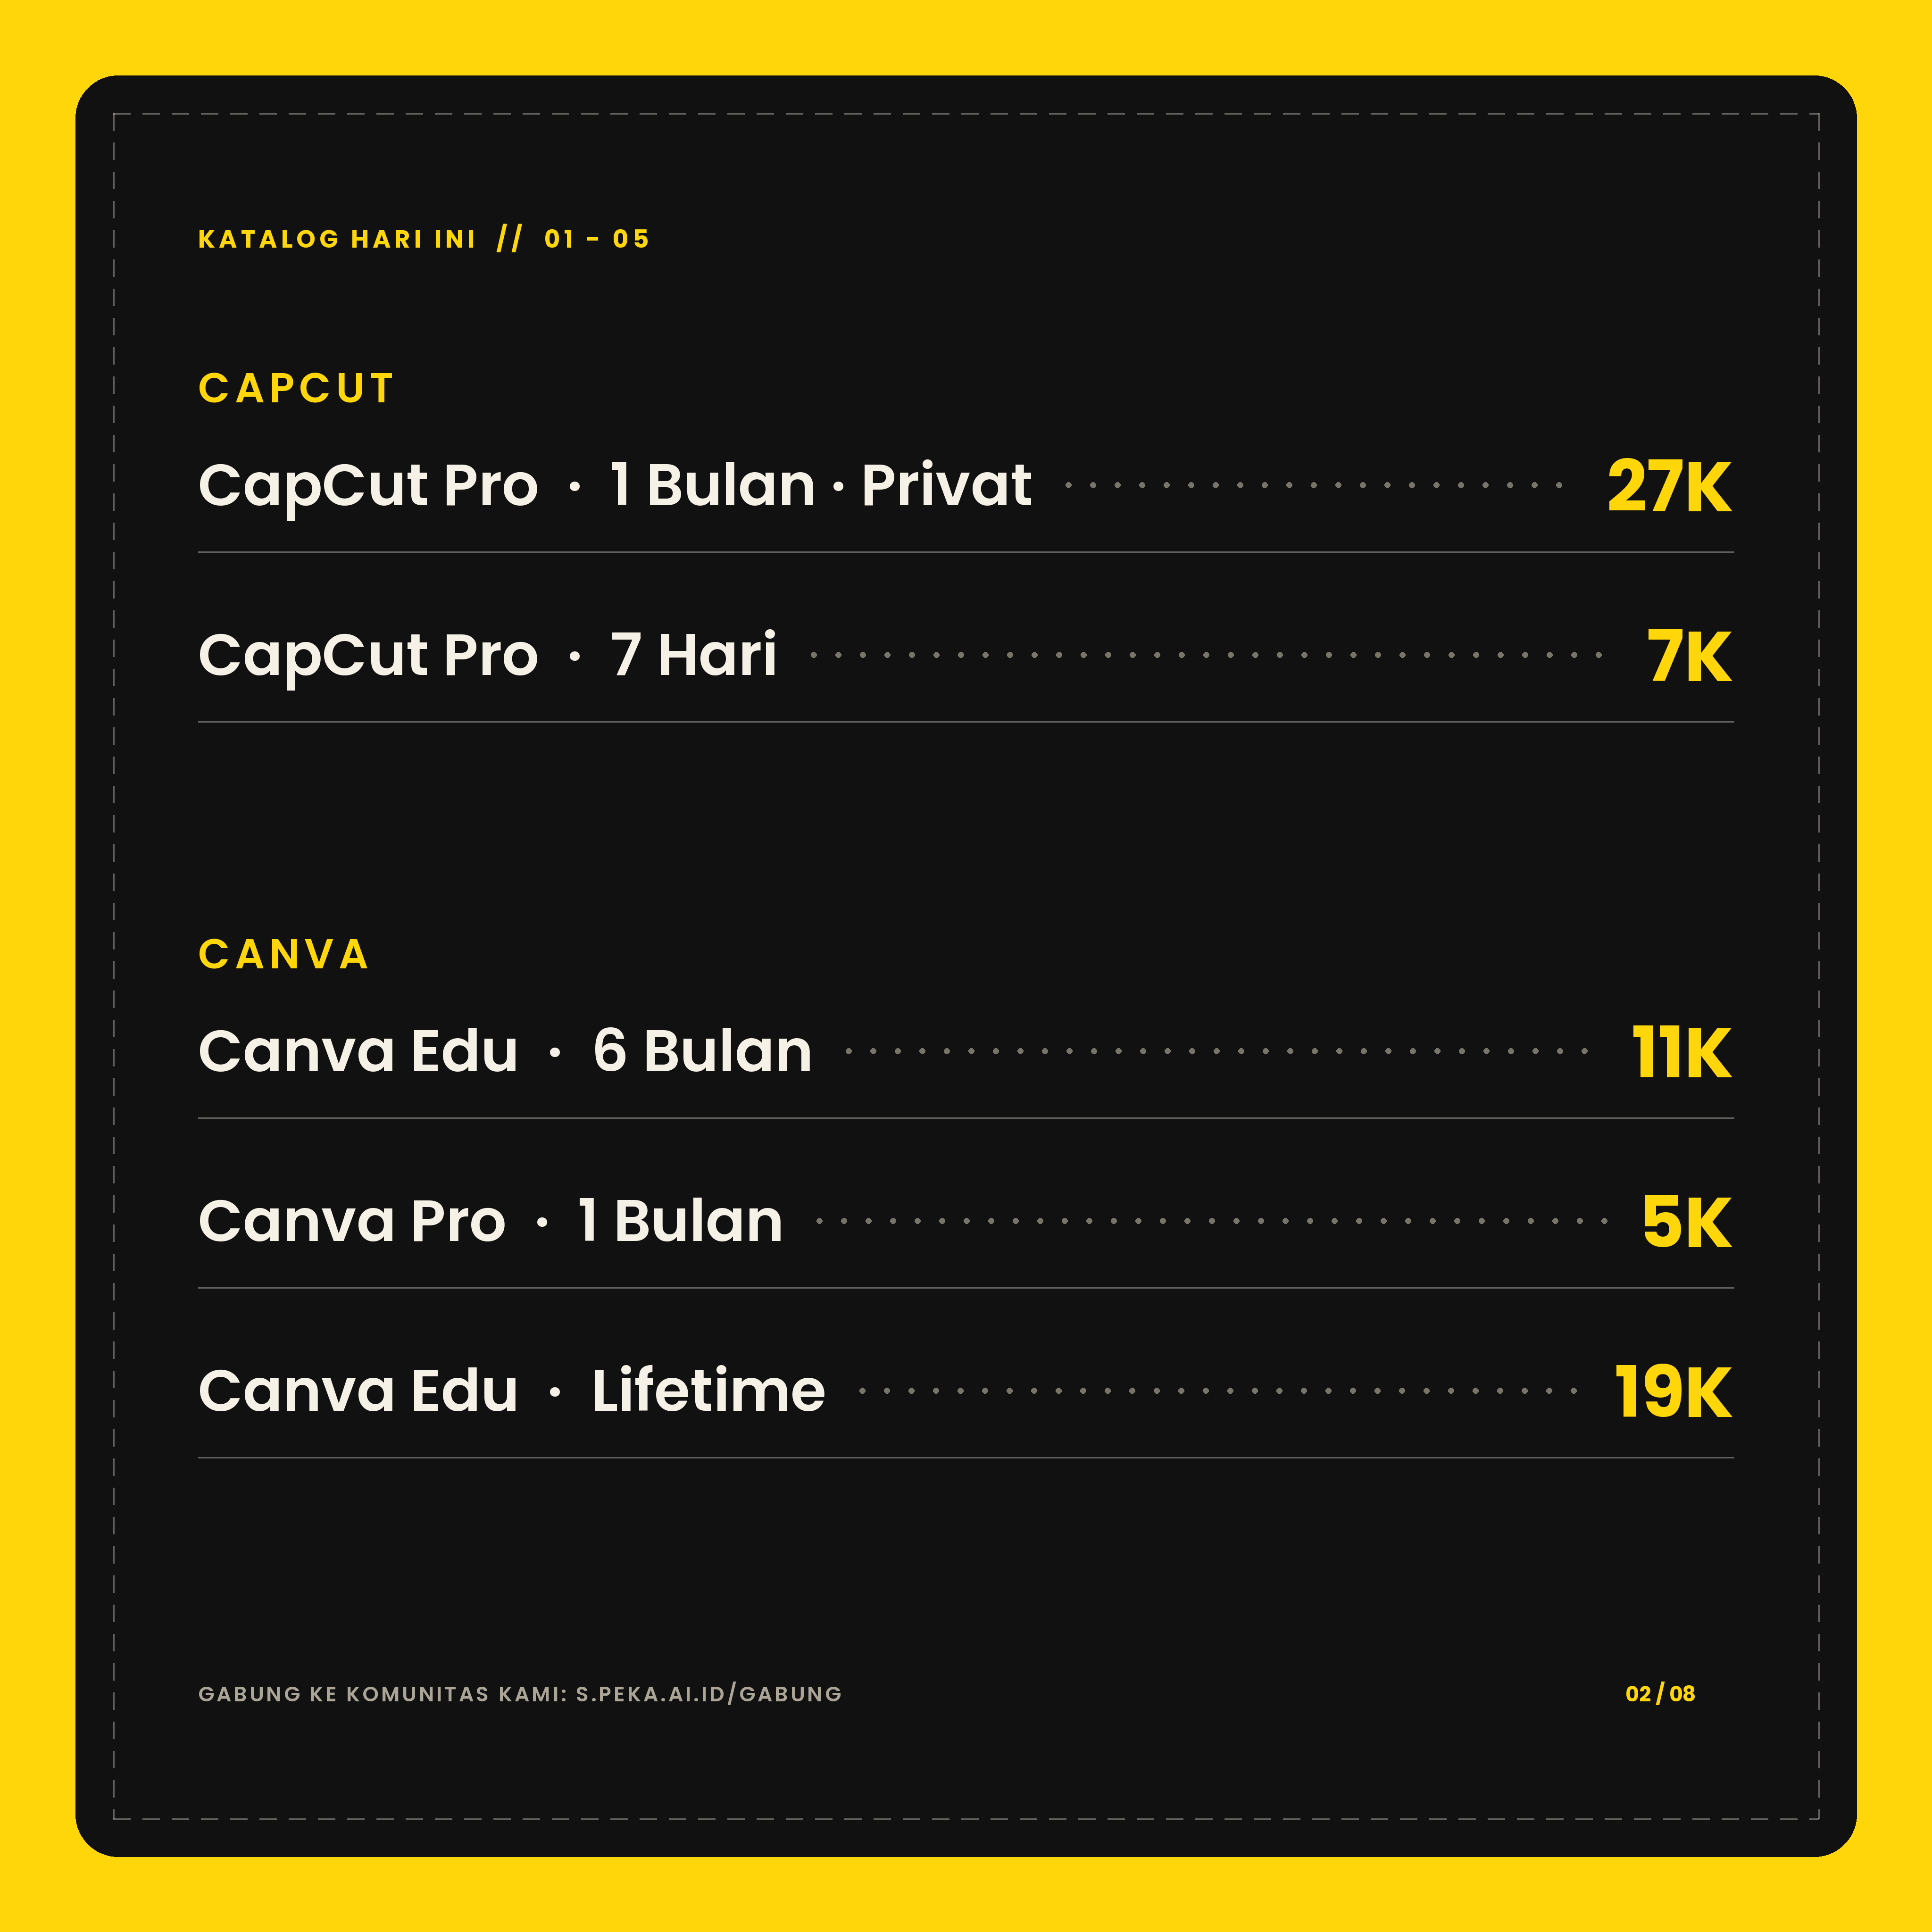 KATALOG HARI INI // 01 - 05
CAPCUT
CapCut Pro · 1 Bulan · Privat 27K
CapCut Pro · 7 Hari 7K
CANVA
Canva Edu · 6 Bulan 11K
Canva Pro · 1 Bulan 5K
Canva Edu · Lifetime 19K
GABUNG KE KOMUNITAS KAMI: S.PEKA.AI.ID/GABUNG 02 / 08